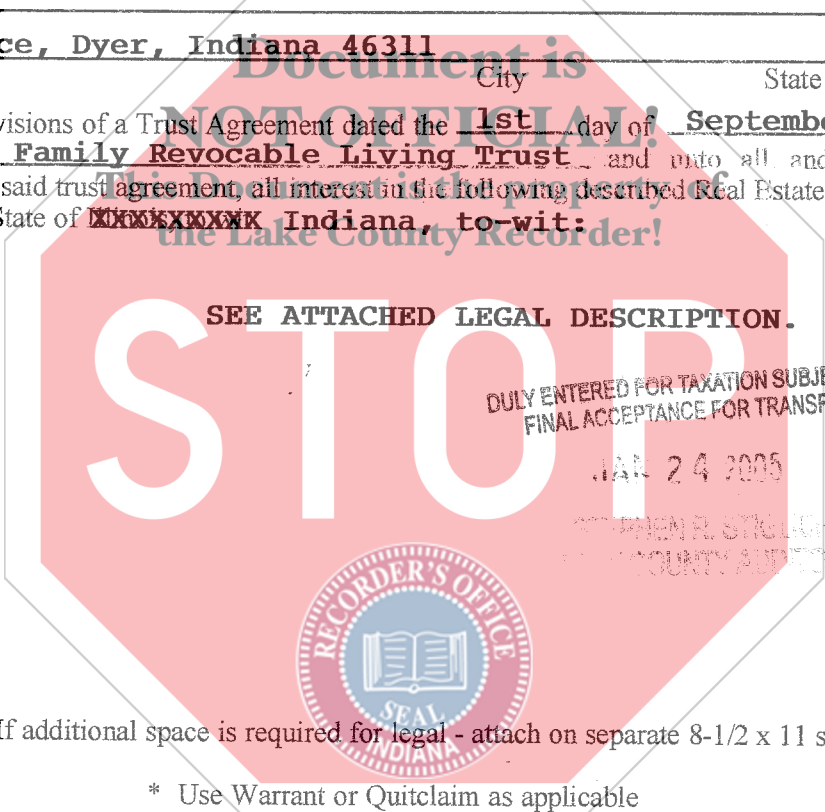 ce, Dyer, Indiana 46311
City State
Document is
NOT OFFICIAL!
This Document is the property of
the Lake County Recorder!
visions of a Trust Agreement dated the 1st day of Septembe
Family Revocable Living Trust and unto all and
said trust agreement, all interest in the following described Real Estate
State of XXXXXXXXX Indiana, to-wit:
SEE ATTACHED LEGAL DESCRIPTION.
STOP
DULY ENTERED FOR TAXATION SUBJE
FINAL ACCEPTANCE FOR TRANSF
JAN 24 2005
COUNTY
RECORDER'S OFFICE
SEAL
INDIANA
If additional space is required for legal - attach on separate 8-1/2 x 11 s
* Use Warrant or Quitclaim as applicable